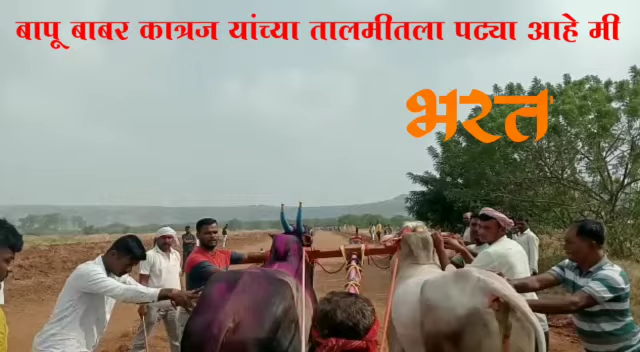 बापू बाबर कात्रज यांच्या तालमीतला पठ्या आहे मी
भरत